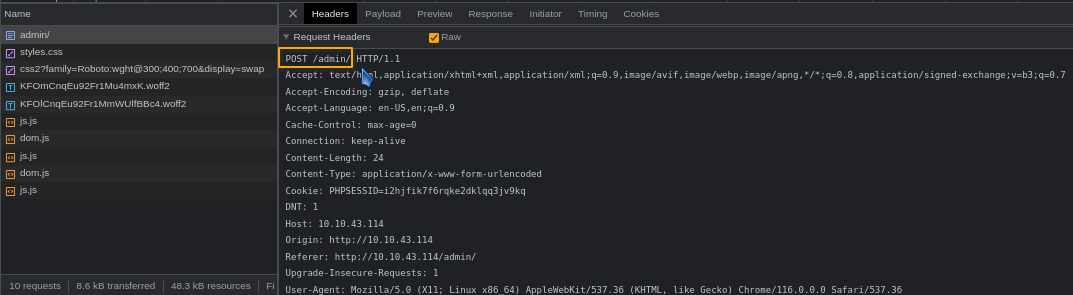 Name
admin/
styles.css
css2?family=Roboto:wght@300;400;700&display=swap
KFOmCnqEu92Fr1Mu4mxK.woff2
KFOlCnqEu92Fr1MmWUlfBBc4.woff2
js.js
dom.js
js.js
dom.js
js.js
10 requests 8.6 kB transferred 48.3 kB resources Fi
Headers Payload Preview Response Initiator Timing Cookies
Request Headers Raw
POST /admin/ HTTP/1.1
Accept: text/html,application/xhtml+xml,application/xml;q=0.9,image/avif,image/webp,image/apng,*/*;q=0.8,application/signed-exchange;v=b3;q=0.7
Accept-Encoding: gzip, deflate
Accept-Language: en-US,en;q=0.9
Cache-Control: max-age=0
Connection: keep-alive
Content-Length: 24
Content-Type: application/x-www-form-urlencoded
Cookie: PHPSESSID=i2hjfik7f6rqke2dklqq3jv9kq
DNT: 1
Host: 10.10.43.114
Origin: http://10.10.43.114
Referer: http://10.10.43.114/admin/
Upgrade-Insecure-Requests: 1
User-Agent: Mozilla/5.0 (X11; Linux x86_64) AppleWebKit/537.36 (KHTML, like Gecko) Chrome/116.0.0.0 Safari/537.36